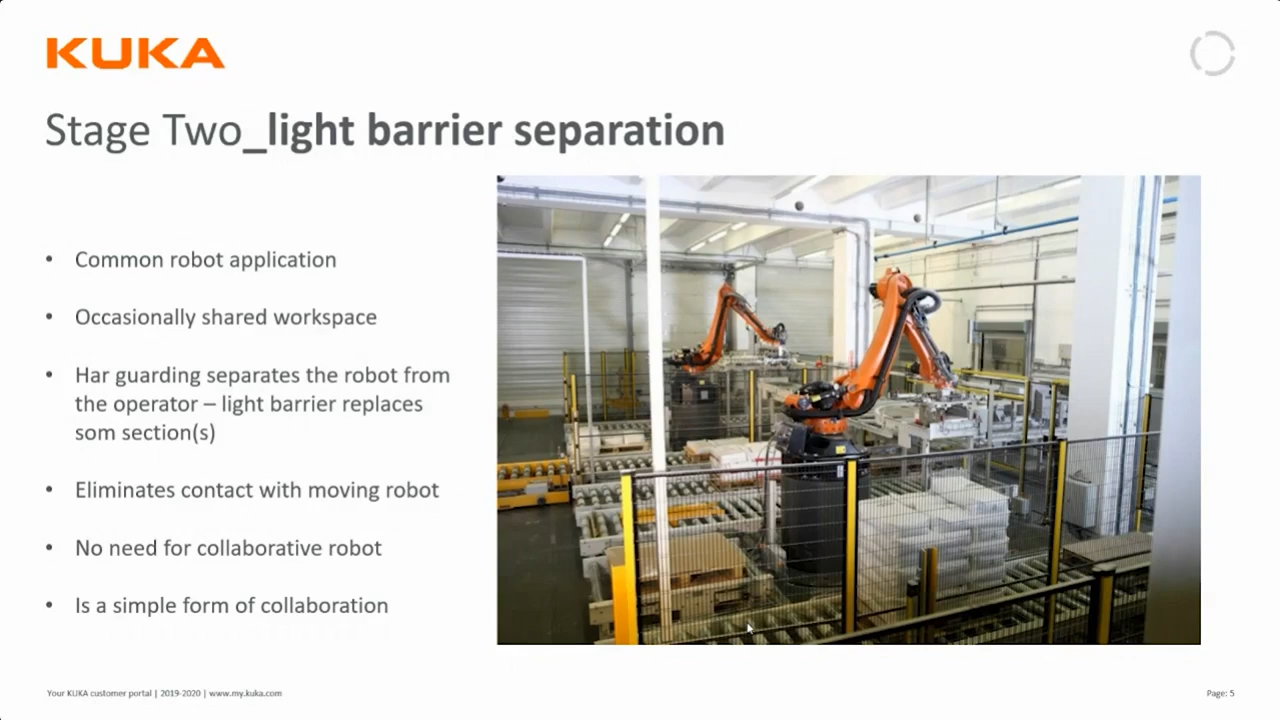 KUKA
Stage Two_light barrier separation
• Common robot application
• Occasionally shared workspace
• Har guarding separates the robot from
the operator – light barrier replaces
som section(s)
• Eliminates contact with moving robot
• No need for collaborative robot
• Is a simple form of collaboration
Your KUKA customer portal | 2019-2020 | www.my.kuka.com
Page: 5